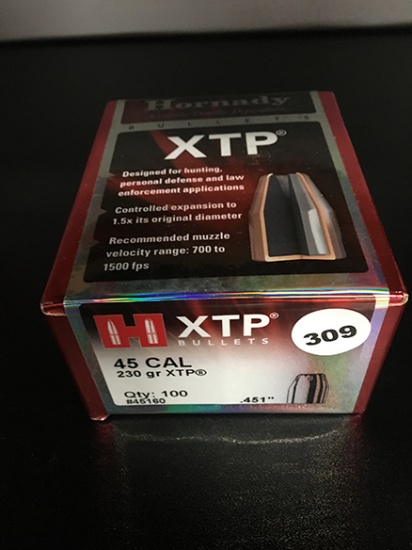 Hornady
BULLETS
XTP®
Designed for hunting,
personal defense and law
enforcement applications
Controlled expansion to
1.5x its original diameter
Recommended muzzle
velocity range: 700 to
1500 fps
H XTP®
BULLETS
309
45 CAL
230 gr XTP®
Qty: 100
#45160
.451"